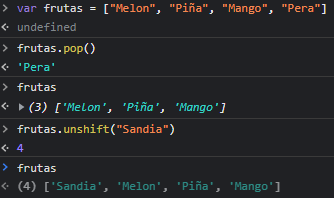 > var frutas = ["Melon", "Piña", "Mango", "Pera"]
<· undefined
> frutas.pop()
<· 'Pera'
> frutas
<· ▸ (3) ['Melon', 'Piña', 'Mango']
> frutas.unshift("Sandia")
<· 4
> frutas
<· (4) ['Sandia', 'Melon', 'Piña', 'Mango']